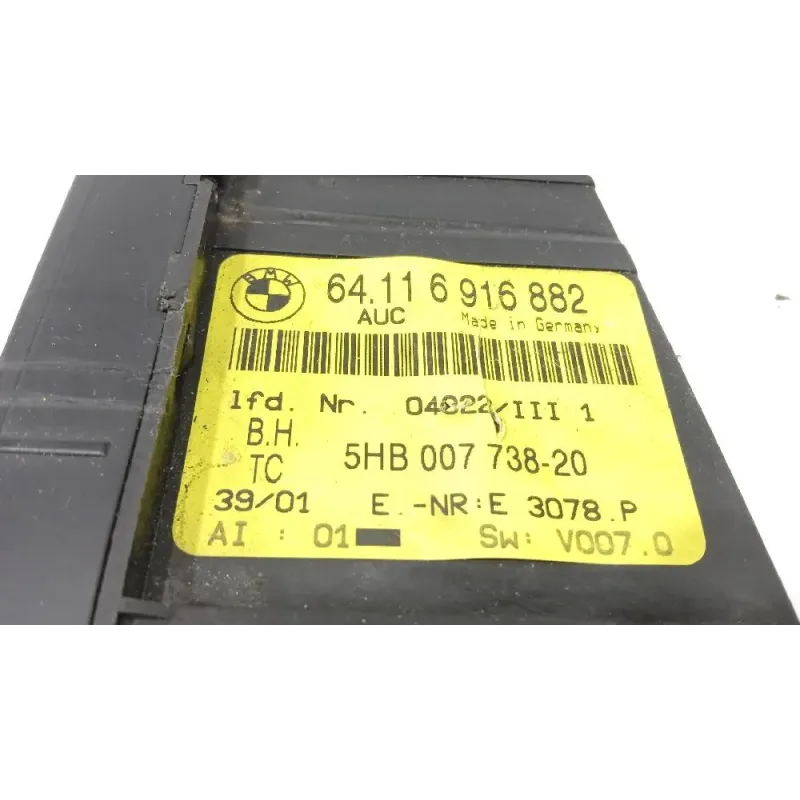 BMW
64.11 6 916 882
AUC Made in Germany
lfd. Nr. 04822/III 1
B.H.
TC 5HB 007 738-20
39/01 E.-NR:E 3078.P
AI : 01 SW: V007.0